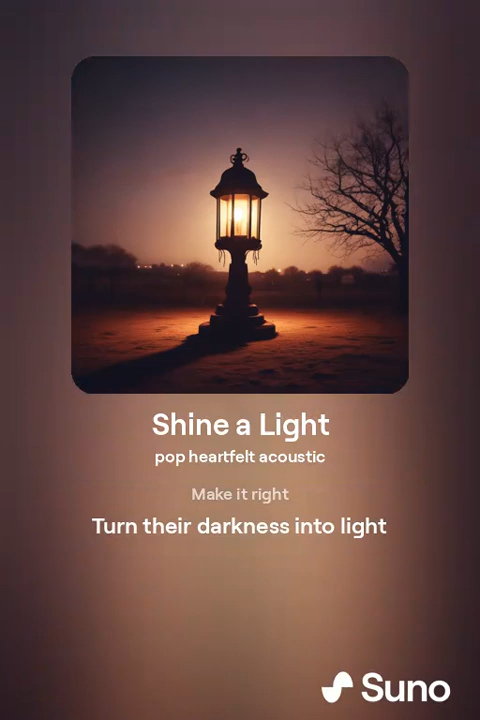 Shine a Light
pop heartfelt acoustic
Make it right
Turn their darkness into light
Suno